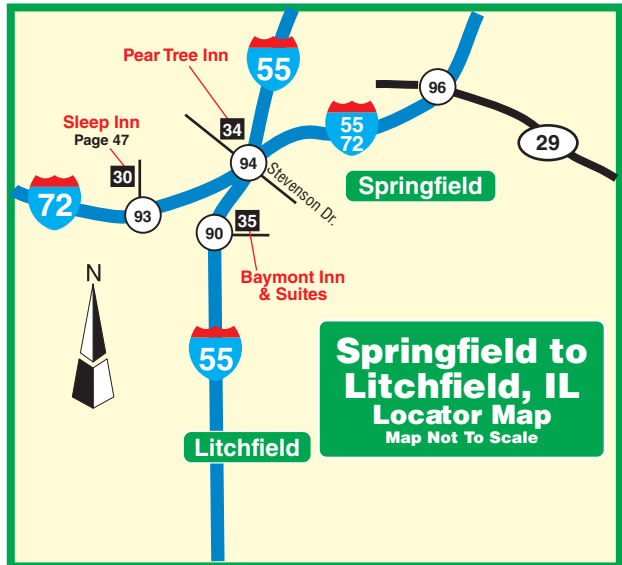 Pear Tree Inn
55
96
Sleep Inn
Page 47
34
55
72
29
30
94
Stevenson Dr.
Springfield
72
93
90
35
Baymont Inn
& Suites
N
55
Springfield to
Litchfield, IL
Locator Map
Map Not To Scale
Litchfield